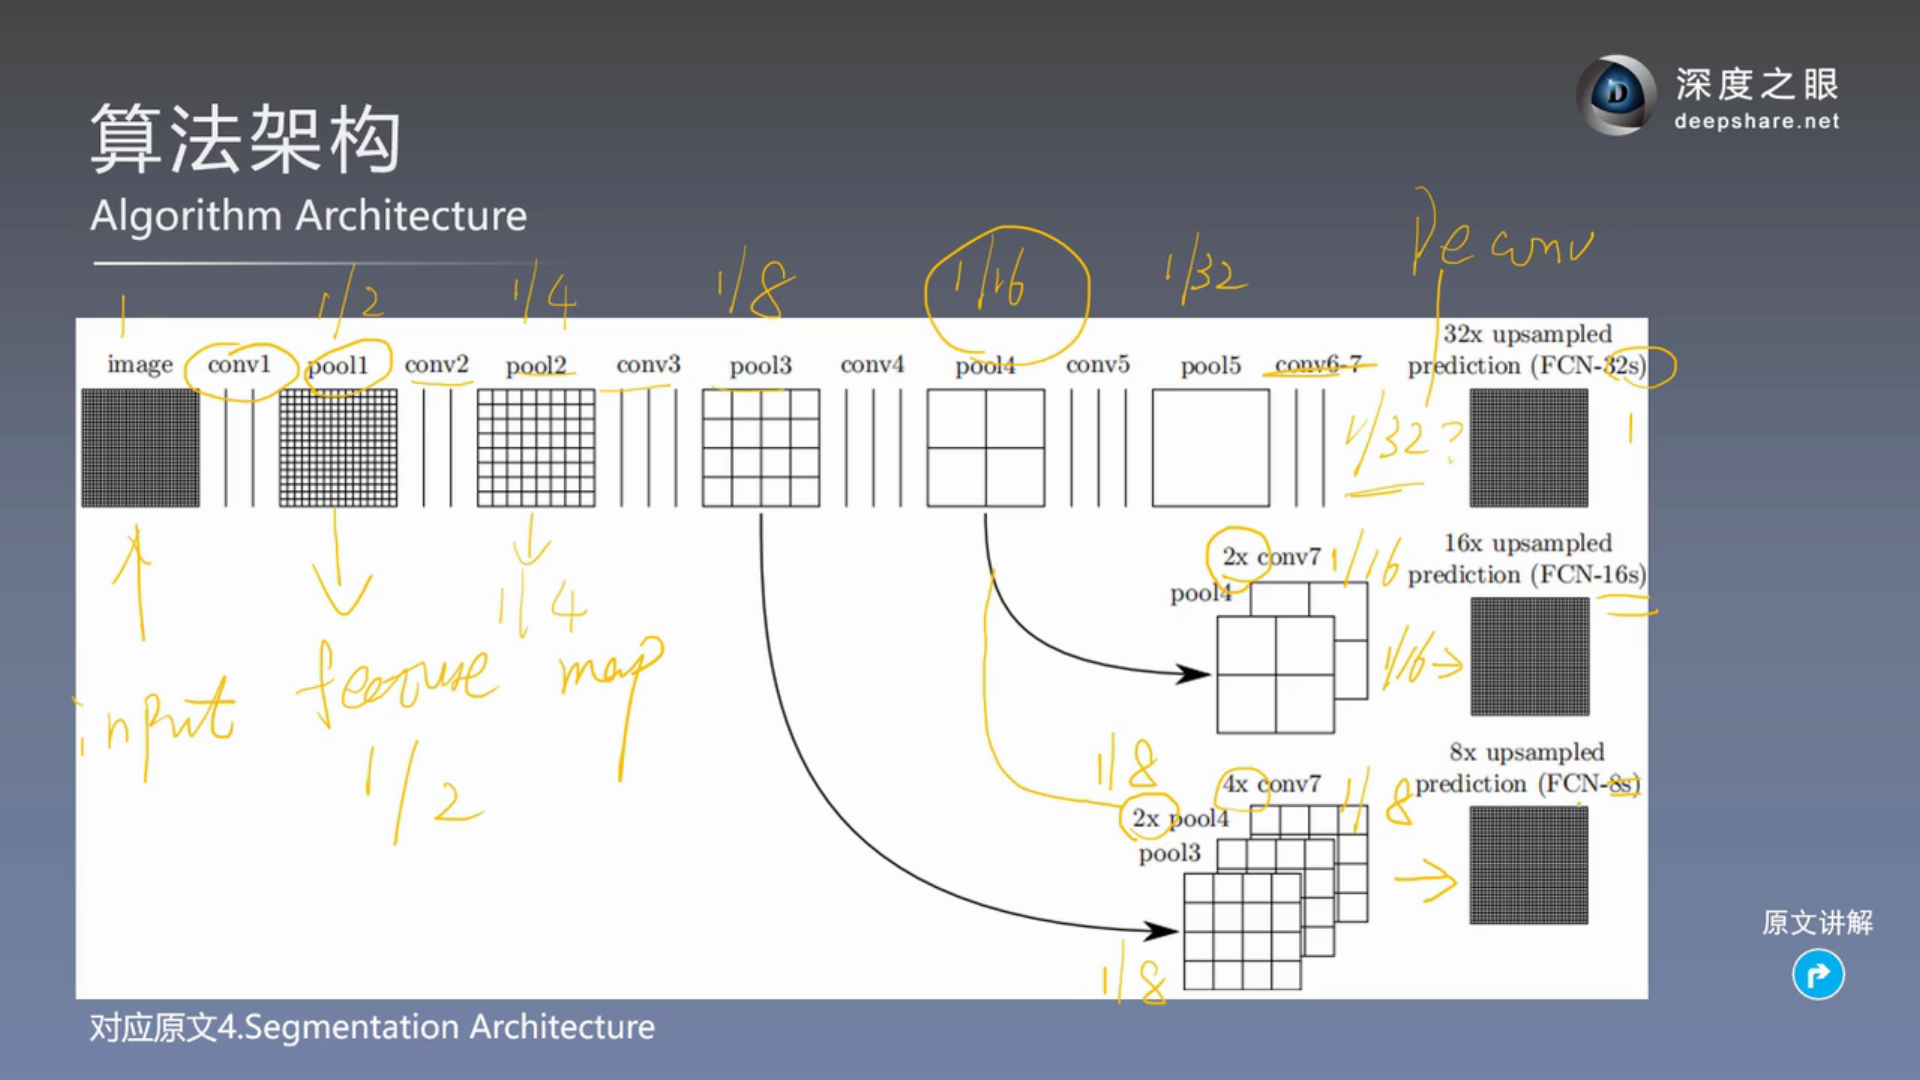 深度之眼
deepshare.net
算法架构
Algorithm Architecture
Deconv
1 1/2 1/4 1/8 1/16 1/32
image conv1 pool1 conv2 pool2 conv3 pool3 conv4 pool4 conv5 pool5 conv6-7
32x upsampled
prediction (FCN-32s)
1/32 ? 1
2x conv7 1/16
pool4
16x upsampled
prediction (FCN-16s)
1/16
1/4
input
feature map
1/2
1/8
4x conv7 1/8
2x pool4
pool3
8x upsampled
prediction (FCN-8s)
1/8
原文讲解
对应原文4.Segmentation Architecture